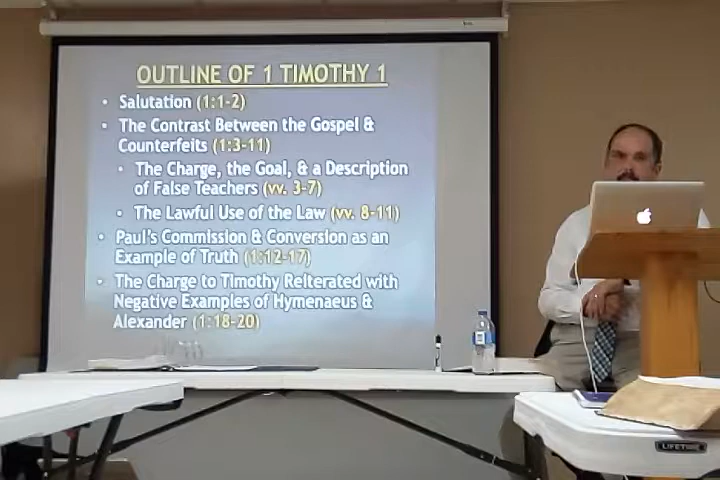 OUTLINE OF 1 TIMOTHY 1
• Salutation (1:1-2)
• The Contrast Between the Gospel &
Counterfeits (1:3-11)
• The Charge, the Goal, & a Description
of False Teachers (vv. 3-7)
• The Lawful Use of the Law (vv. 8-11)
• Paul's Commission & Conversion as an
Example of Truth (1:12-17)
• The Charge to Timothy Reiterated with
Negative Examples of Hymenaeus &
Alexander (1:18-20)
LIFETIME